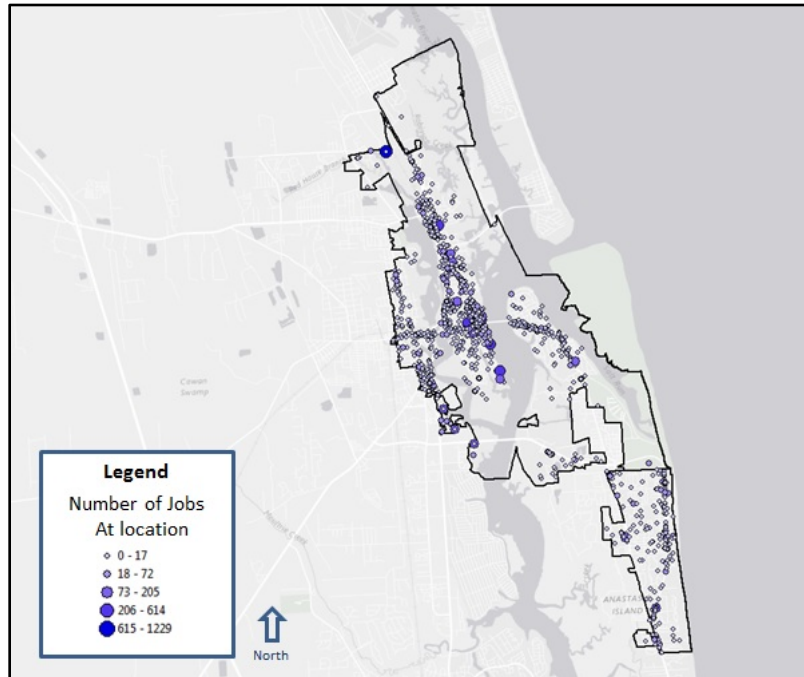 Cowan
Swamp
ANASTASIA
ISLAND
Legend
Number of Jobs
At location
0 - 17
18 - 72
73 - 205
206 - 614
615 - 1229
North